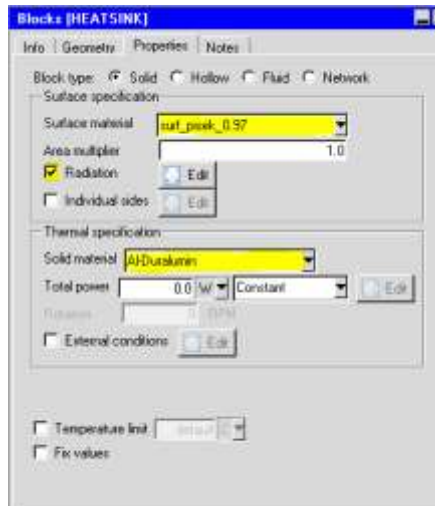 Blocks [HEATSINK]
Info Geometry Properties Notes
Block type: Solid Hollow Fluid Network
Surface specification
Surface material surf_pisek_0.97
Area multiplier 1.0
Radiation Edit
Individual sides Edit
Thermal specification
Solid material Al-Duralumin
Total power 0.0 W Constant Edit
Rotation 0 RPM
External conditions Edit
Temperature limit default C
Fix values